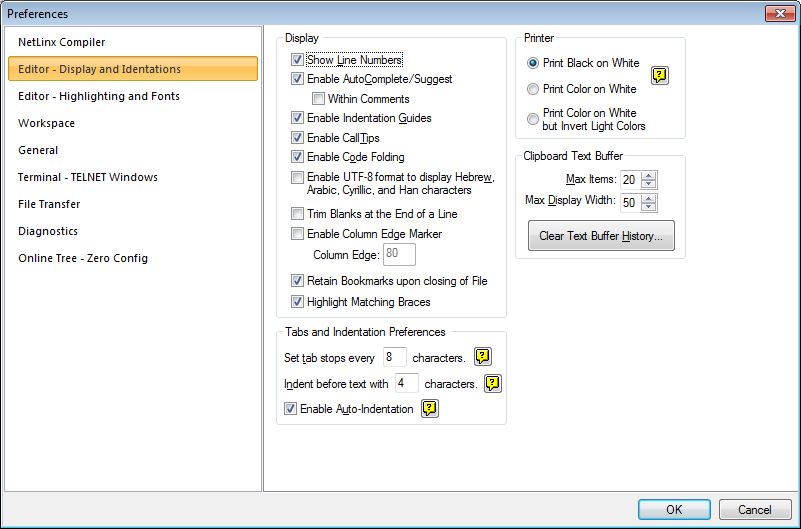 Preferences
NetLinx Compiler
Editor - Display and Identations
Editor - Highlighting and Fonts
Workspace
General
Terminal - TELNET Windows
File Transfer
Diagnostics
Online Tree - Zero Config
Display
Show Line Numbers
Enable AutoComplete/Suggest
Within Comments
Enable Indentation Guides
Enable CallTips
Enable Code Folding
Enable UTF-8 format to display Hebrew,
Arabic, Cyrillic, and Han characters
Trim Blanks at the End of a Line
Enable Column Edge Marker
Column Edge: 80
Retain Bookmarks upon closing of File
Highlight Matching Braces
Tabs and Indentation Preferences
Set tab stops every 8 characters. ?
Indent before text with 4 characters. ?
Enable Auto-Indentation ?
Printer
Print Black on White
?
Print Color on White
Print Color on White
but Invert Light Colors
Clipboard Text Buffer
Max Items: 20
Max Display Width: 50
Clear Text Buffer History...
OK
Cancel